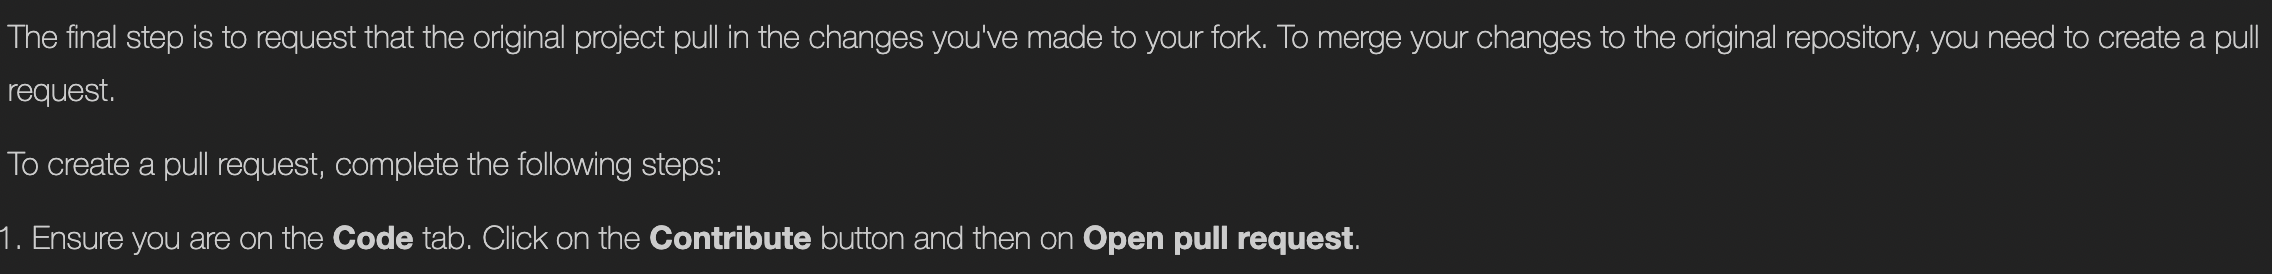 The final step is to request that the original project pull in the changes you've made to your fork. To merge your changes to the original repository, you need to create a pull
request.
To create a pull request, complete the following steps:
1. Ensure you are on the Code tab. Click on the Contribute button and then on Open pull request.